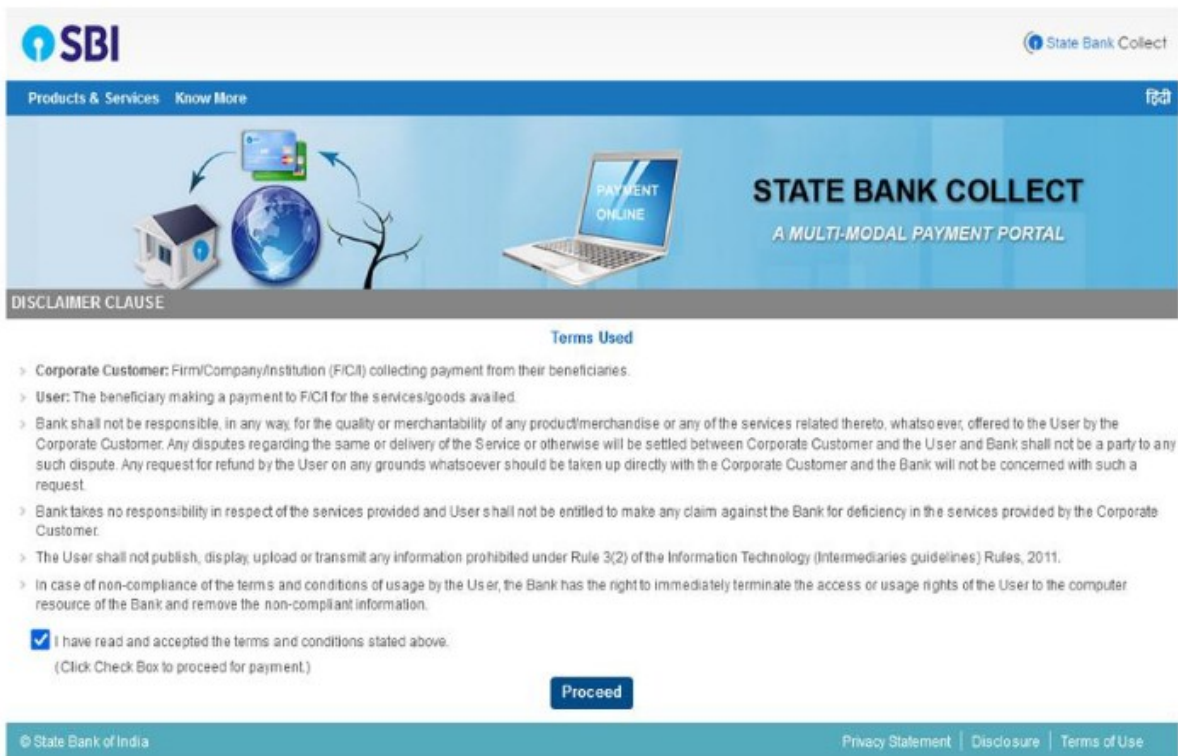 SBI
State Bank Collect
Products & Services Know More हिंदी
PAYMENT
ONLINE
STATE BANK COLLECT
A MULTI-MODAL PAYMENT PORTAL
DISCLAIMER CLAUSE
Terms Used
Corporate Customer: Firm/Company/Institution (F/C/I) collecting payment from their beneficiaries.
User: The beneficiary making a payment to F/C/I for the services/goods availed.
Bank shall not be responsible, in any way, for the quality or merchantability of any product/merchandise or any of the services related thereto, whatsoever, offered to the User by the
Corporate Customer. Any disputes regarding the same or delivery of the Service or otherwise will be settled between Corporate Customer and the User and Bank shall not be a party to any
such dispute. Any request for refund by the User on any grounds whatsoever should be taken up directly with the Corporate Customer and the Bank will not be concerned with such a
request.
Bank takes no responsibility in respect of the services provided and User shall not be entitled to make any claim against the Bank for deficiency in the services provided by the Corporate
Customer.
The User shall not publish, display, upload or transmit any information prohibited under Rule 3(2) of the Information Technology (Intermediaries guidelines) Rules, 2011.
In case of non-compliance of the terms and conditions of usage by the User, the Bank has the right to immediately terminate the access or usage rights of the User to the computer
resource of the Bank and remove the non-compliant information.
I have read and accepted the terms and conditions stated above.
(Click Check Box to proceed for payment.)
Proceed
© State Bank of India Privacy Statement | Disclosure | Terms of Use